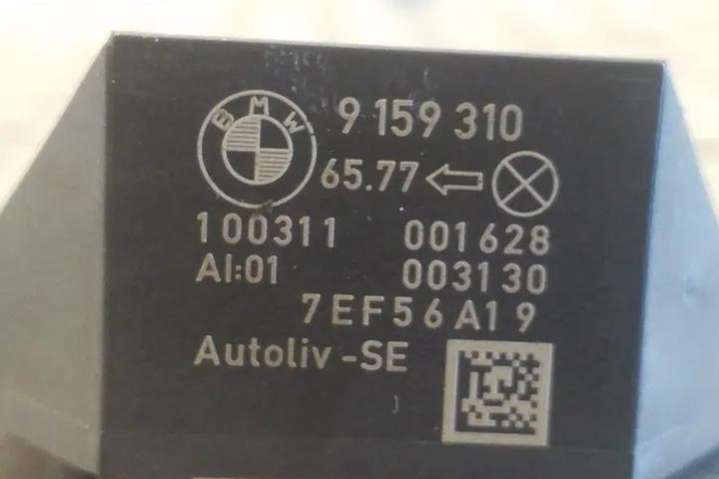 BMW
9 159 310
65.77
100311 001628
AI:01 003130
7EF56A19
Autoliv-SE